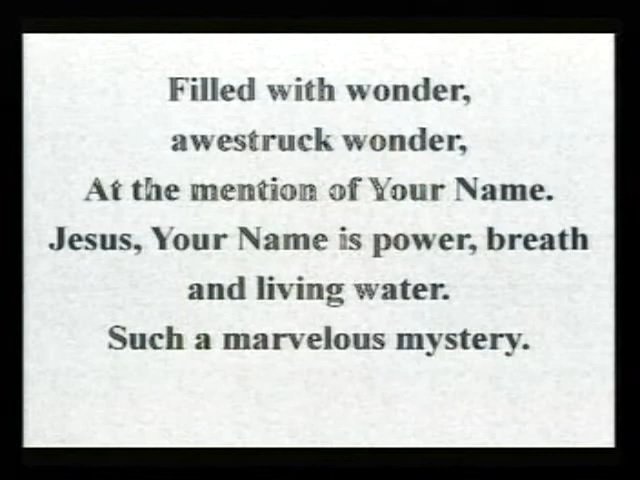 Filled with wonder,
awestruck wonder,
At the mention of Your Name.
Jesus, Your Name is power, breath
and living water.
Such a marvelous mystery.